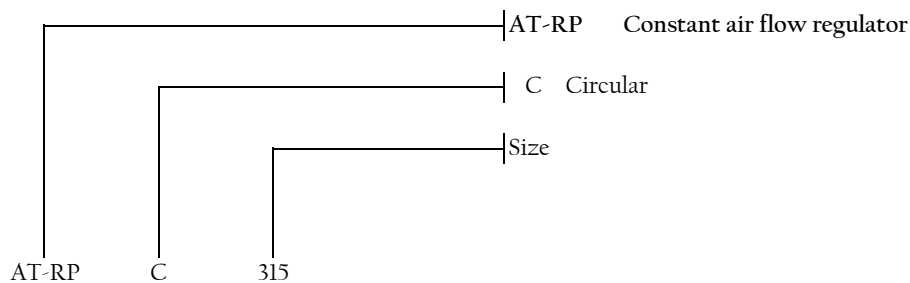 AT-RP Constant air flow regulator
C Circular
Size
AT-RP C 315